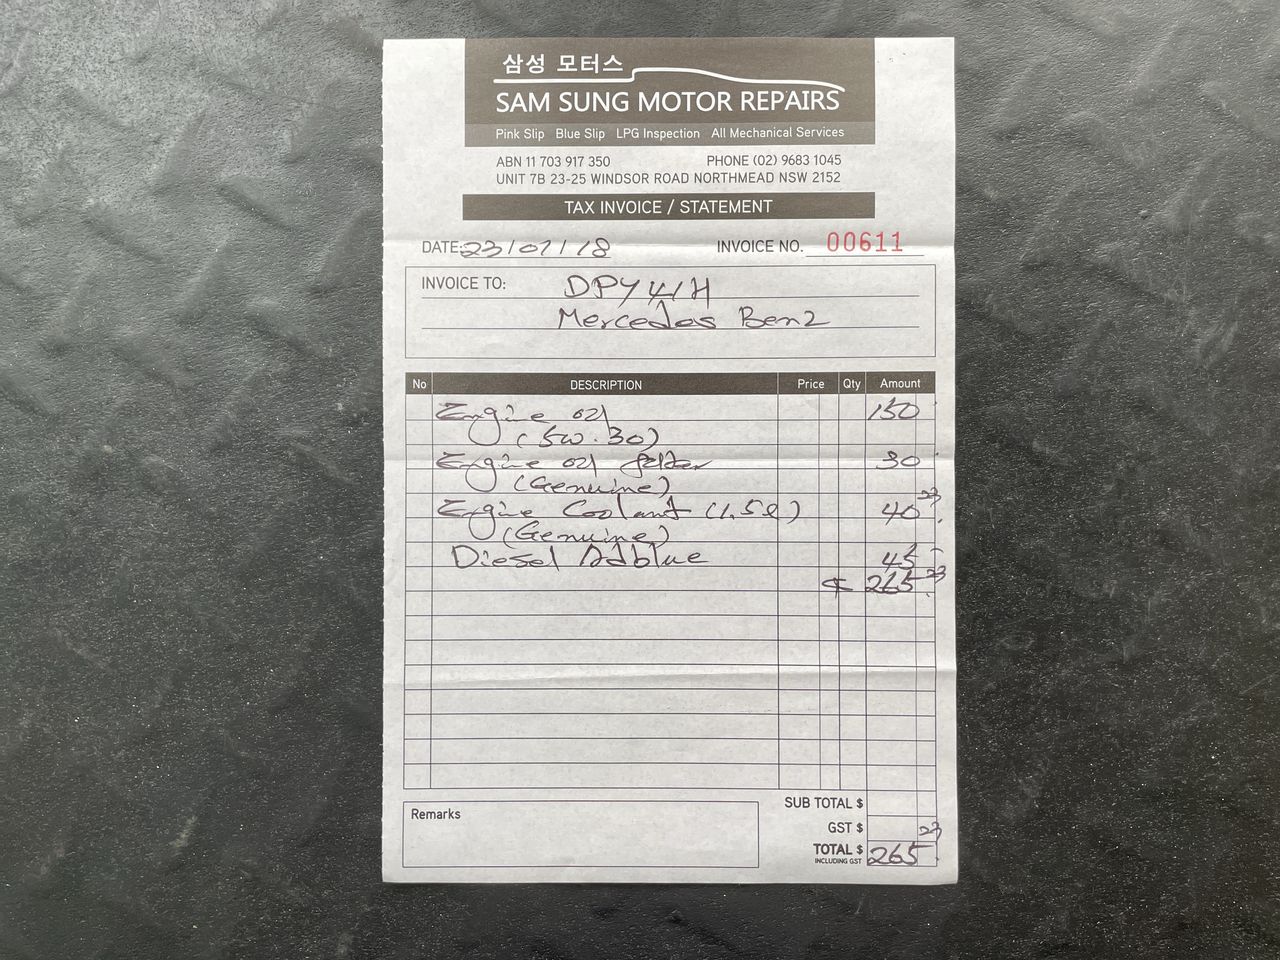 삼성 모터스
SAM SUNG MOTOR REPAIRS
Pink Slip Blue Slip LPG Inspection All Mechanical Services
ABN 11 703 917 350 PHONE (02) 9683 1045
UNIT 7B 23-25 WINDSOR ROAD NORTHMEAD NSW 2152
TAX INVOICE / STATEMENT
DATE: 23/07/18 INVOICE NO. 00611
INVOICE TO: DPY41H
Mercedes Benz
No DESCRIPTION Price Qty Amount
Engine oil 150
(5w.30)
Engine oil filter 30
(Genuine)
Engine Coolant (1.5l) 40
(Genuine)
Diesel Adblue 45
$ 265
SUB TOTAL $
GST $
Remarks
TOTAL $ 265
INCLUDING GST